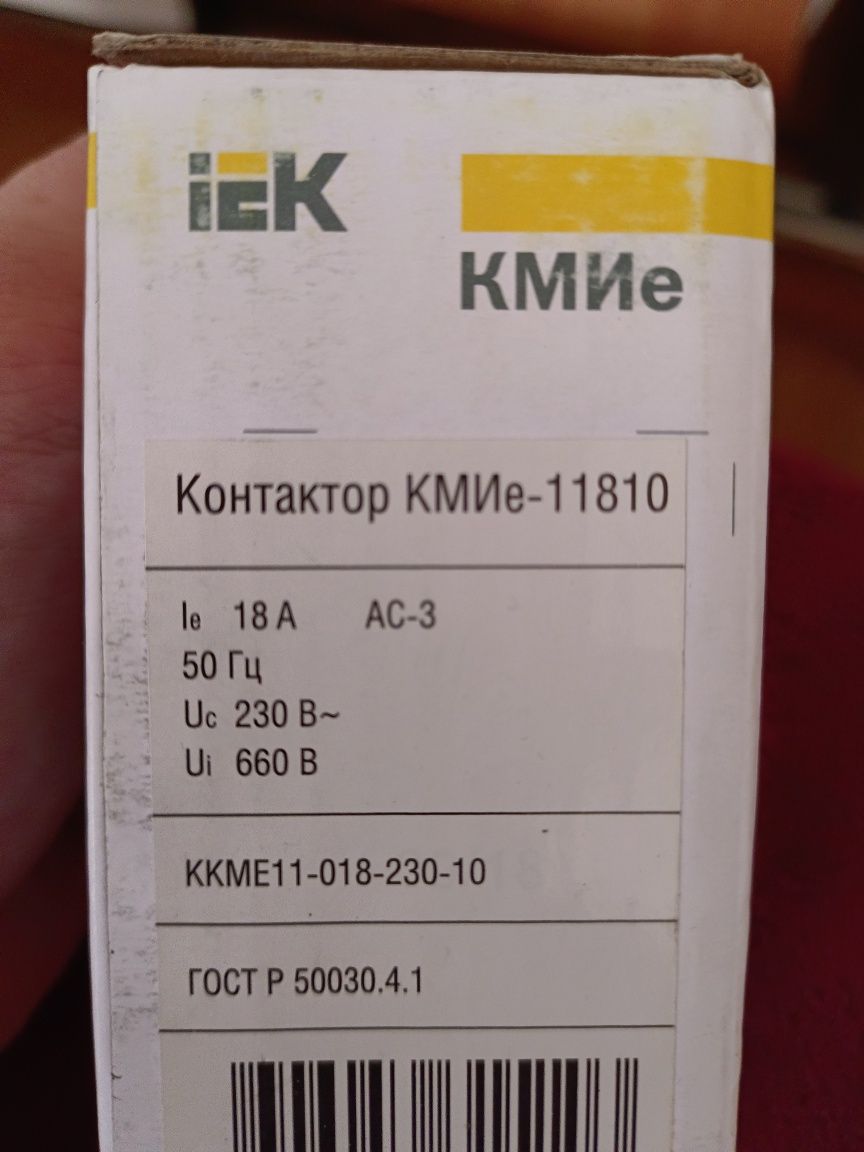 iEK
КМИе
Контактор КМИе-11810
Ie 18 А АС-3
50 Гц
Uc 230 В~
Ui 660 В
KKME11-018-230-10
ГОСТ Р 50030.4.1